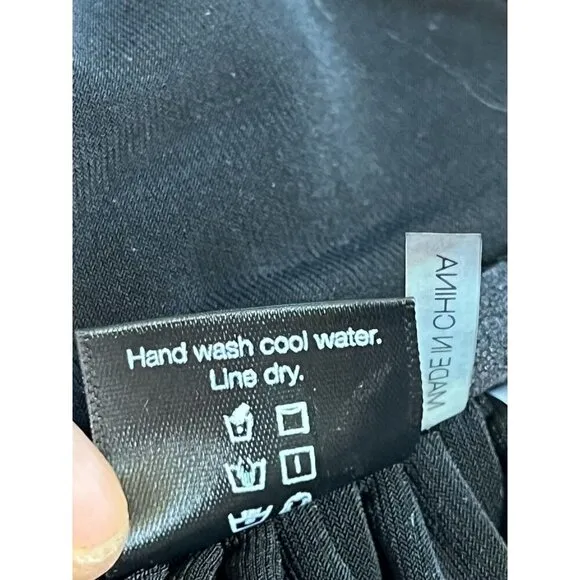 Hand wash cool water.
Line dry.
MADE IN CHINA